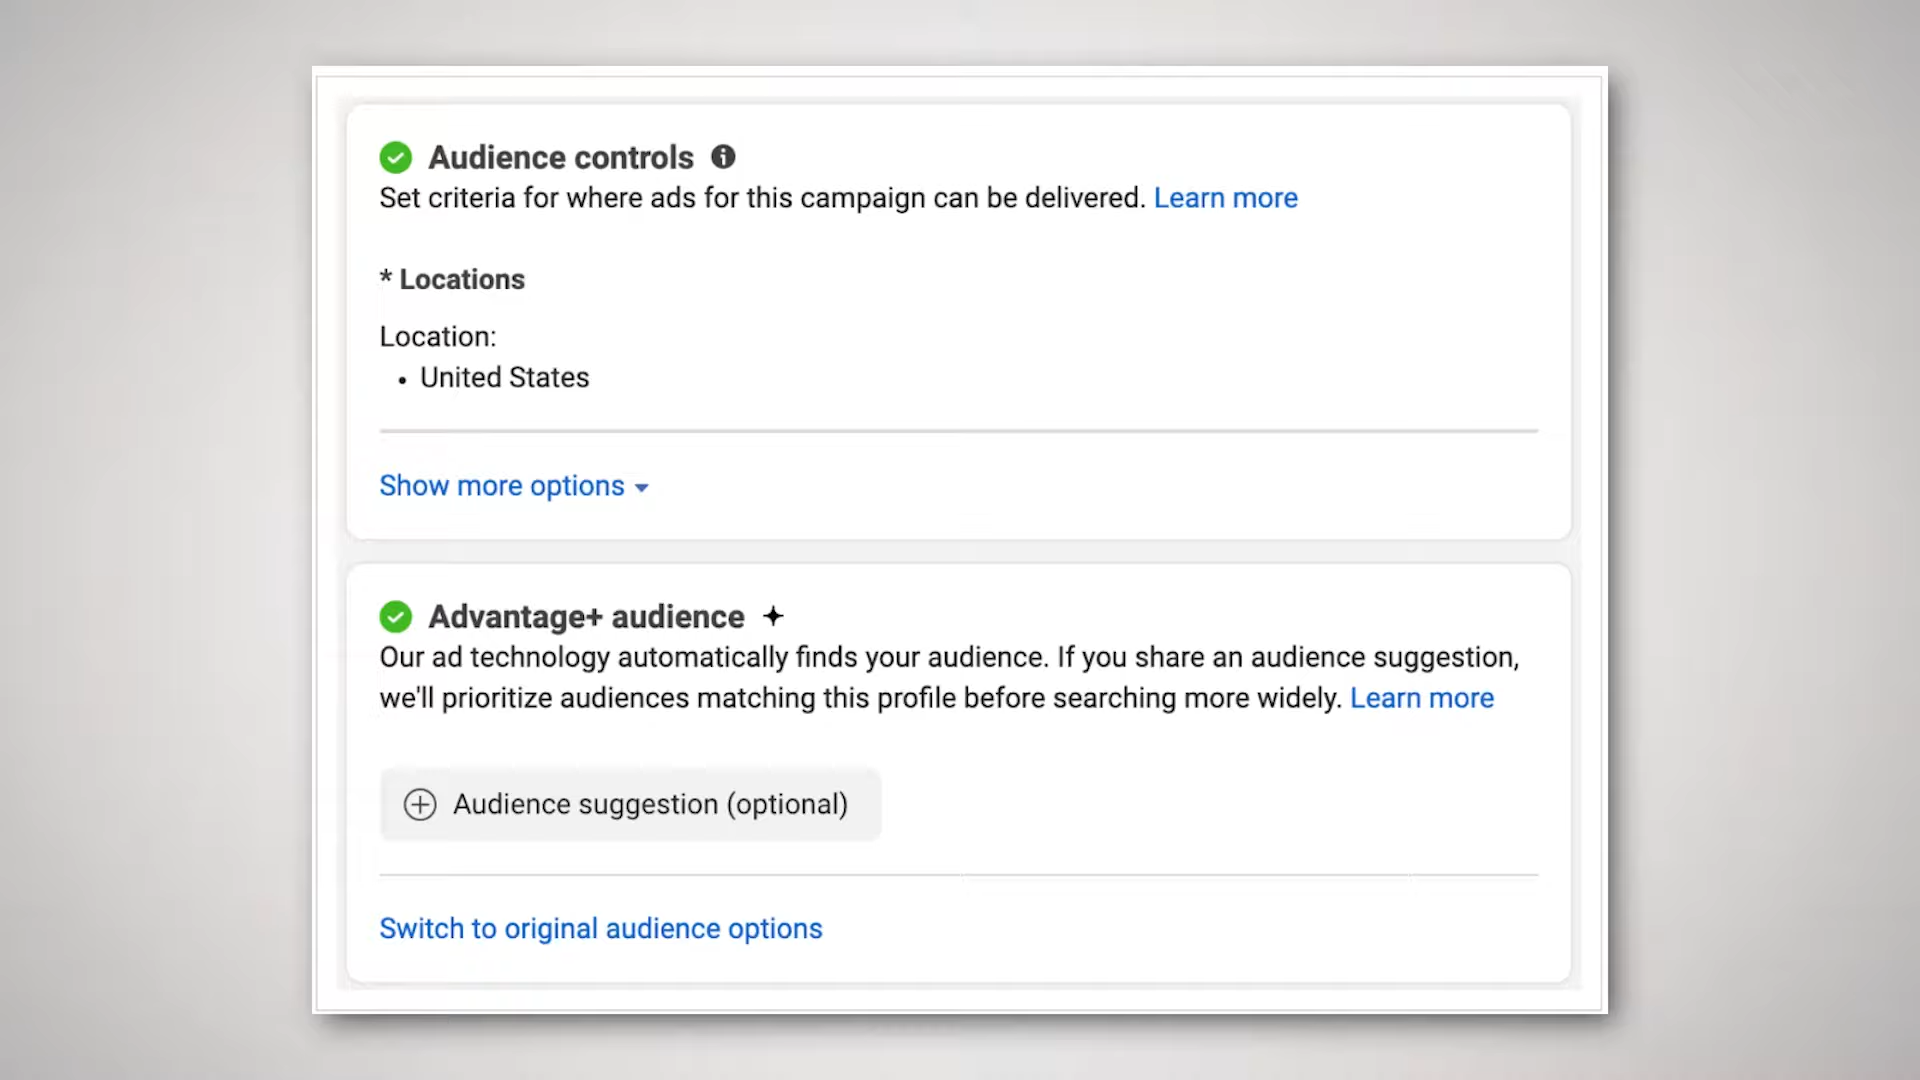 Audience controls
Set criteria for where ads for this campaign can be delivered. Learn more
* Locations
Location:
• United States
Show more options
Advantage+ audience
Our ad technology automatically finds your audience. If you share an audience suggestion,
we'll prioritize audiences matching this profile before searching more widely. Learn more
Audience suggestion (optional)
Switch to original audience options